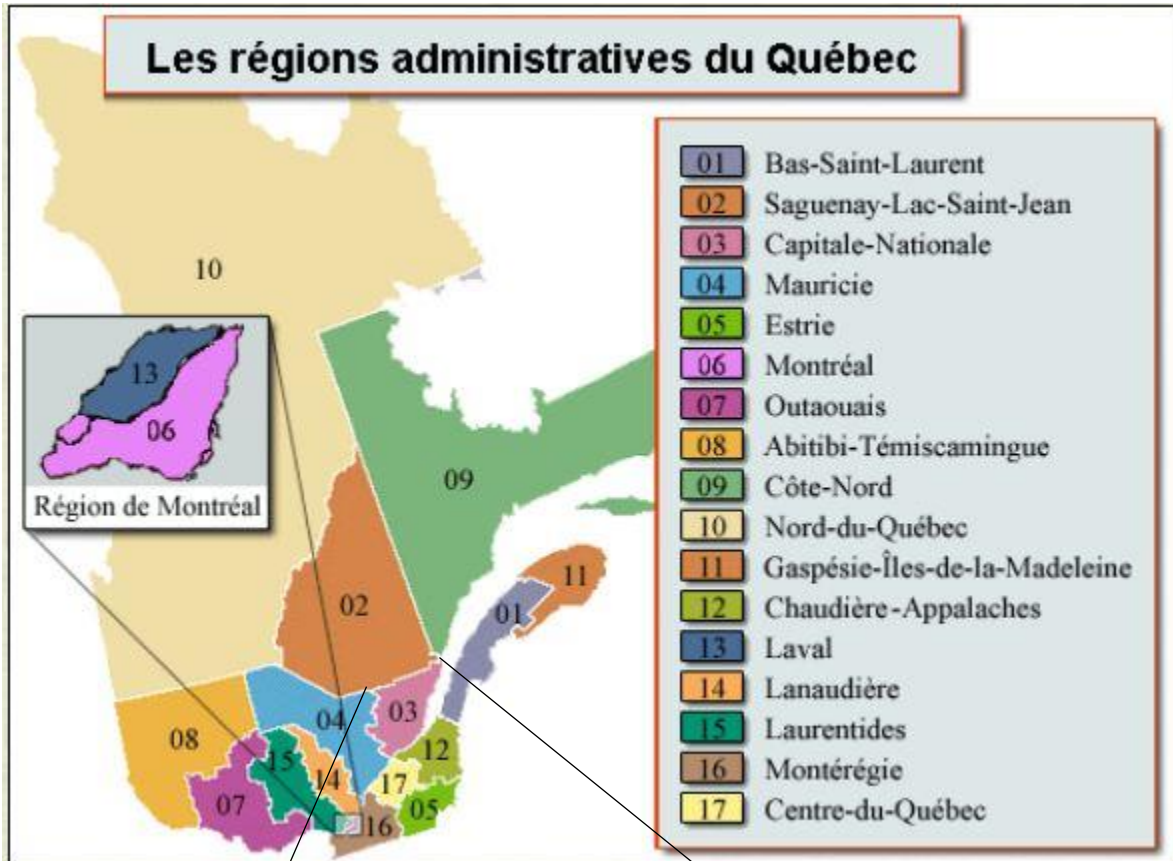 Les régions administratives du Québec
01 Bas-Saint-Laurent
02 Saguenay-Lac-Saint-Jean
03 Capitale-Nationale
04 Mauricie
05 Estrie
06 Montréal
07 Outaouais
08 Abitibi-Témiscamingue
09 Côte-Nord
10 Nord-du-Québec
11 Gaspésie-Îles-de-la-Madeleine
12 Chaudière-Appalaches
13 Laval
14 Lanaudière
15 Laurentides
16 Montérégie
17 Centre-du-Québec
10
13
06
Région de Montréal
09
11
02
01
04
03
08
15
12
14
17
07
16
05